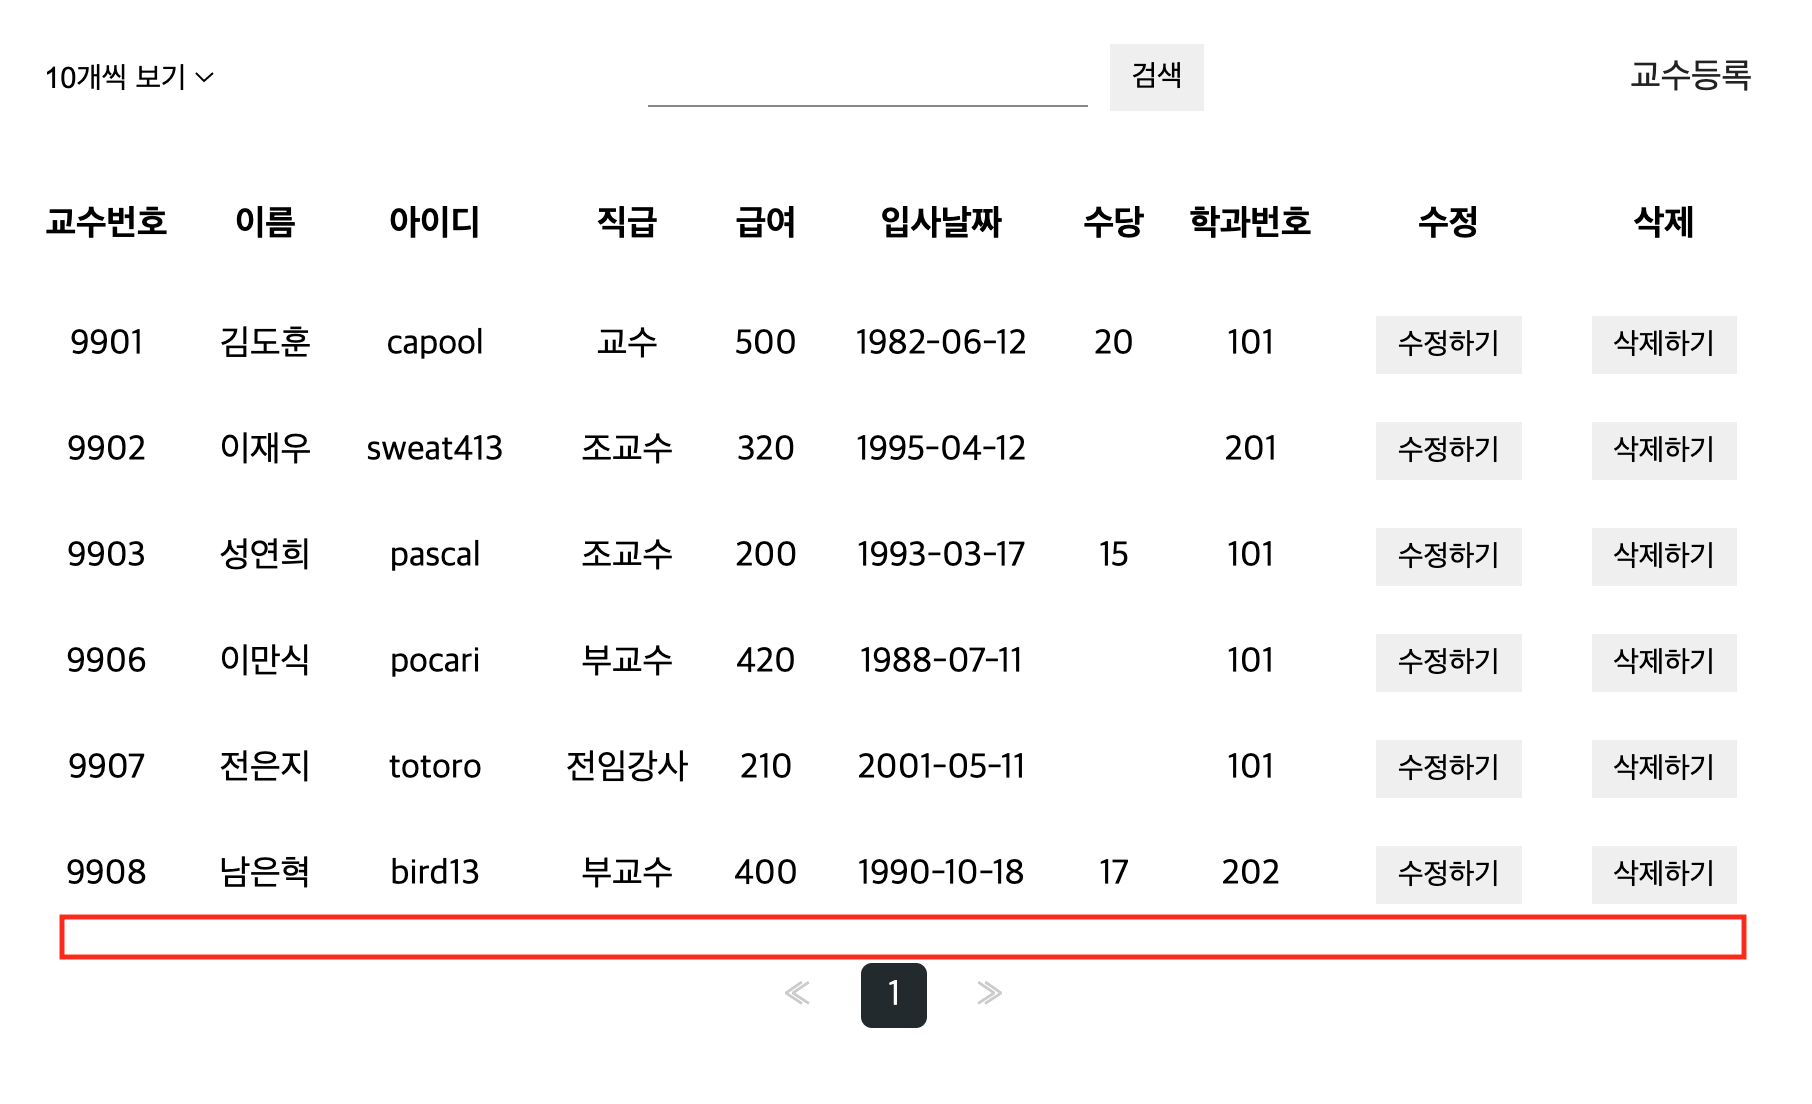 10개씩 보기 검색 교수등록
교수번호 이름 아이디 직급 급여 입사날짜 수당 학과번호 수정 삭제
9901 김도훈 capool 교수 500 1982-06-12 20 101 수정하기 삭제하기
9902 이재우 sweat413 조교수 320 1995-04-12 201 수정하기 삭제하기
9903 성연희 pascal 조교수 200 1993-03-17 15 101 수정하기 삭제하기
9906 이만식 pocari 부교수 420 1988-07-11 101 수정하기 삭제하기
9907 전은지 totoro 전임강사 210 2001-05-11 101 수정하기 삭제하기
9908 남은혁 bird13 부교수 400 1990-10-18 17 202 수정하기 삭제하기
≪ 1 ≫